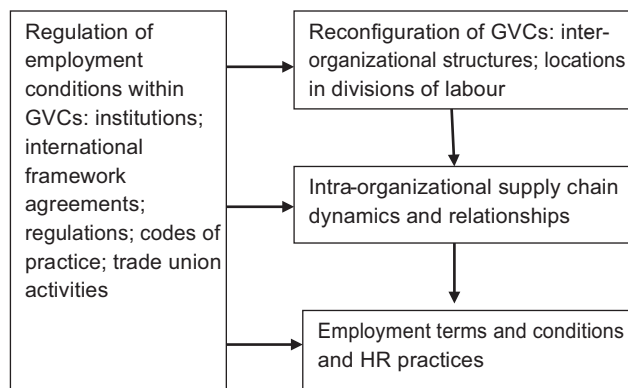 Regulation of
employment
conditions within
GVCs: institutions;
international
framework
agreements;
regulations; codes of
practice; trade union
activities
Reconfiguration of GVCs: inter-
organizational structures; locations
in divisions of labour
Intra-organizational supply chain
dynamics and relationships
Employment terms and conditions
and HR practices